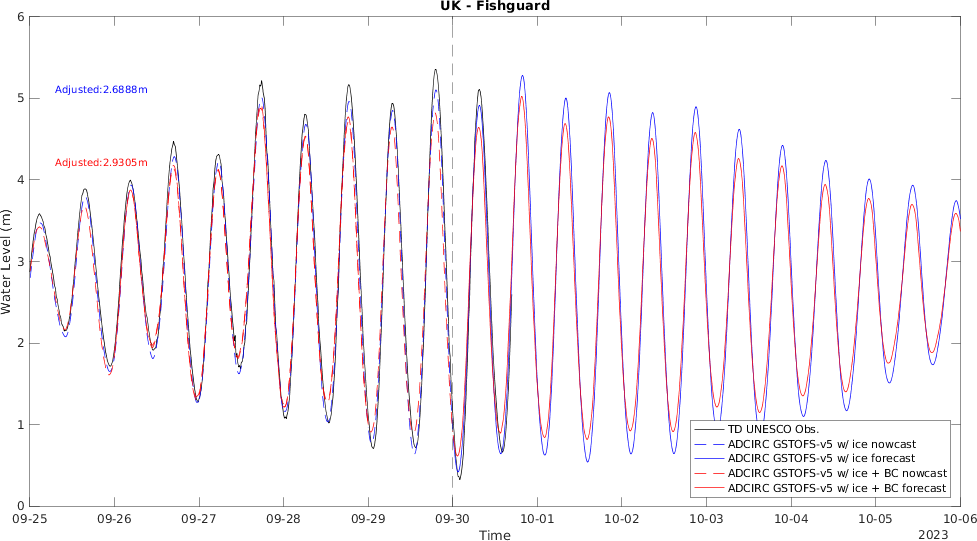 UK - Fishguard
6
5
4
3
2
1
0
Water Level (m)
Adjusted:2.6888m
Adjusted:2.9305m
TD UNESCO Obs.
ADCIRC GSTOFS-v5 w/ ice nowcast
ADCIRC GSTOFS-v5 w/ ice forecast
ADCIRC GSTOFS-v5 w/ ice + BC nowcast
ADCIRC GSTOFS-v5 w/ ice + BC forecast
09-25 09-26 09-27 09-28 09-29 09-30 10-01 10-02 10-03 10-04 10-05 10-06
Time
2023